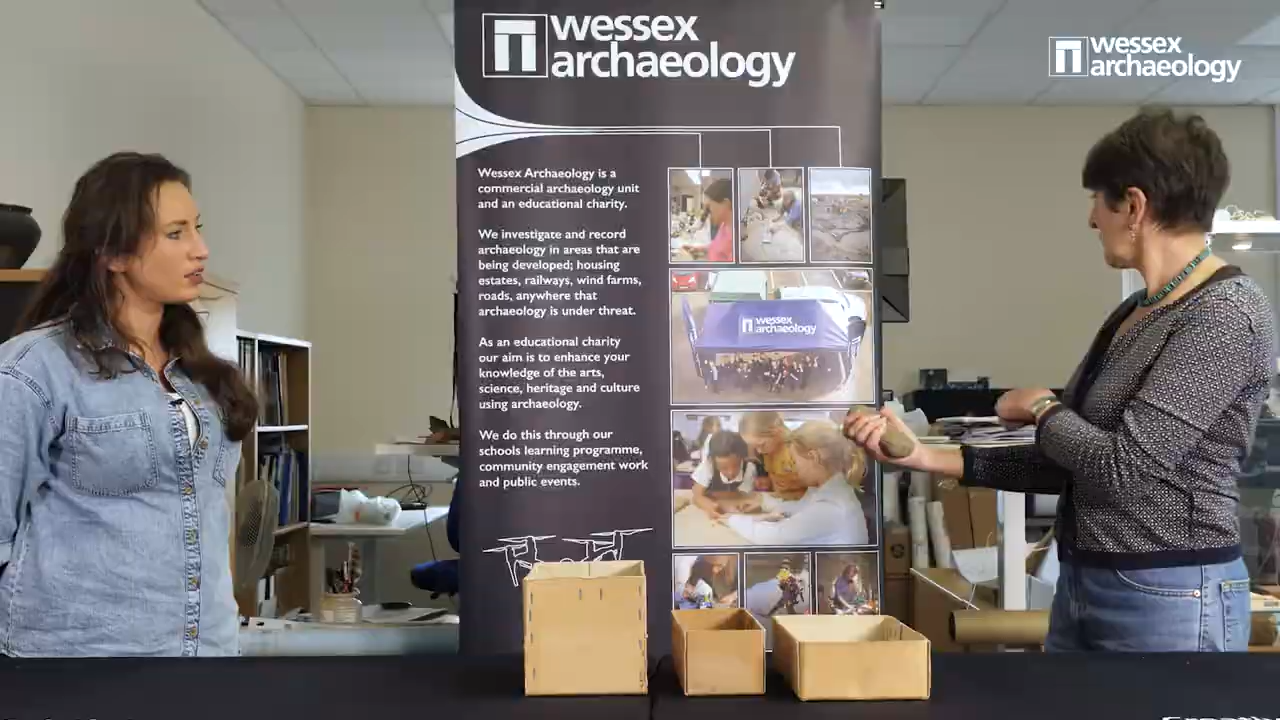 wessex
archaeology
wessex
archaeology
Wessex Archaeology is a
commercial archaeology unit
and an educational charity.
We investigate and record
archaeology in areas that are
being developed; housing
estates, railways, wind farms,
roads, anywhere that
archaeology is under threat.
As an educational charity
our aim is to enhance your
knowledge of the arts,
science, heritage and culture
using archaeology.
We do this through our
schools learning programme,
community engagement work
and public events.
wessex
archaeology